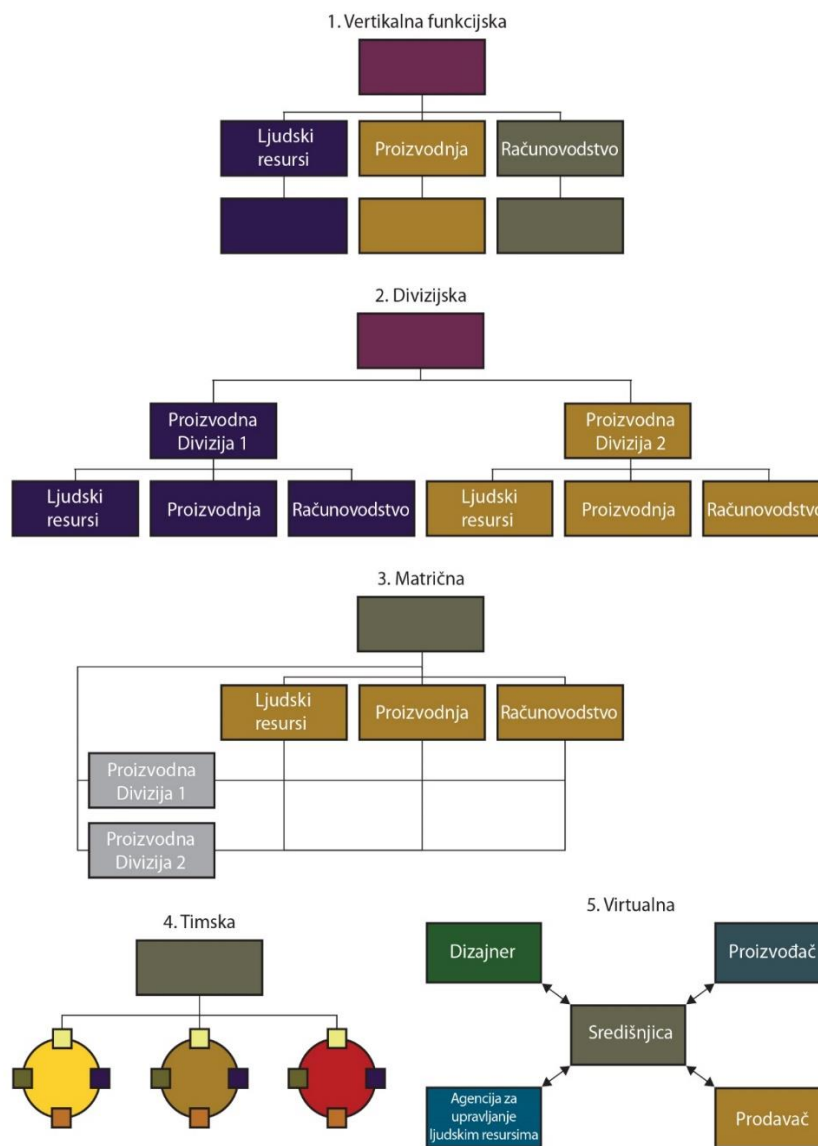 1. Vertikalna funkcijska
Ljudski
resursi
Proizvodnja
Računovodstvo
2. Divizijska
Proizvodna
Divizija 1
Proizvodna
Divizija 2
Ljudski
resursi
Proizvodnja
Računovodstvo
Ljudski
resursi
Proizvodnja
Računovodstvo
3. Matrična
Ljudski
resursi
Proizvodnja
Računovodstvo
Proizvodna
Divizija 1
Proizvodna
Divizija 2
4. Timska
5. Virtualna
Dizajner
Proizvođač
Središnjica
Agencija za
upravljanje
ljudskim resursima
Prodavač